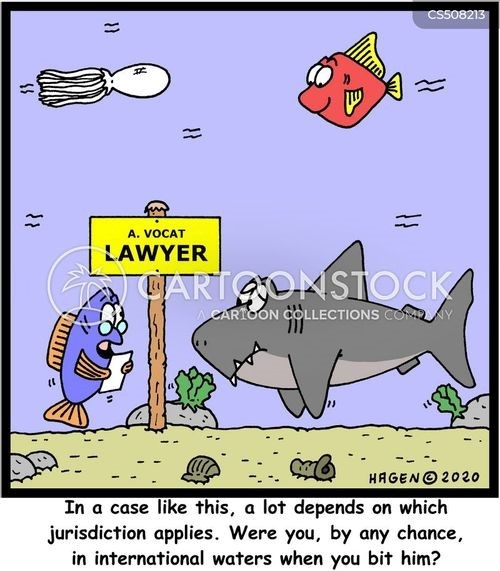 CS508213
A. VOCAT
LAWYER
CARTOONSTOCK
A CARTOON COLLECTIONS COMPANY
HAGEN © 2020
In a case like this, a lot depends on which
jurisdiction applies. Were you, by any chance,
in international waters when you bit him?